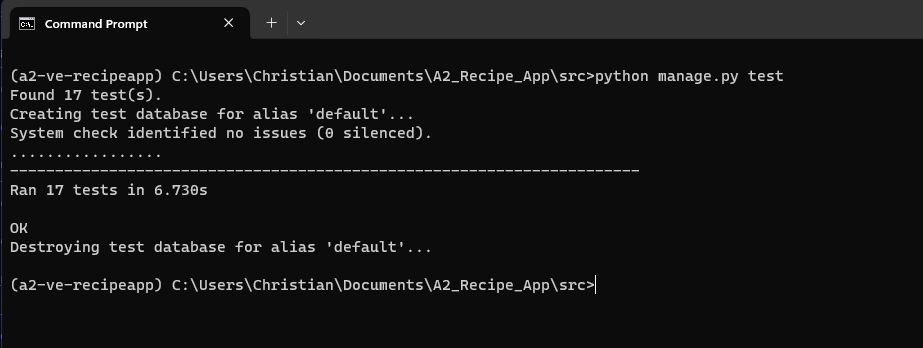 Command Prompt
(a2-ve-recipeapp) C:\Users\Christian\Documents\A2_Recipe_App\src>python manage.py test
Found 17 test(s).
Creating test database for alias 'default'...
System check identified no issues (0 silenced).
.................
----------------------------------------------------------------------
Ran 17 tests in 6.730s
OK
Destroying test database for alias 'default'...
(a2-ve-recipeapp) C:\Users\Christian\Documents\A2_Recipe_App\src>